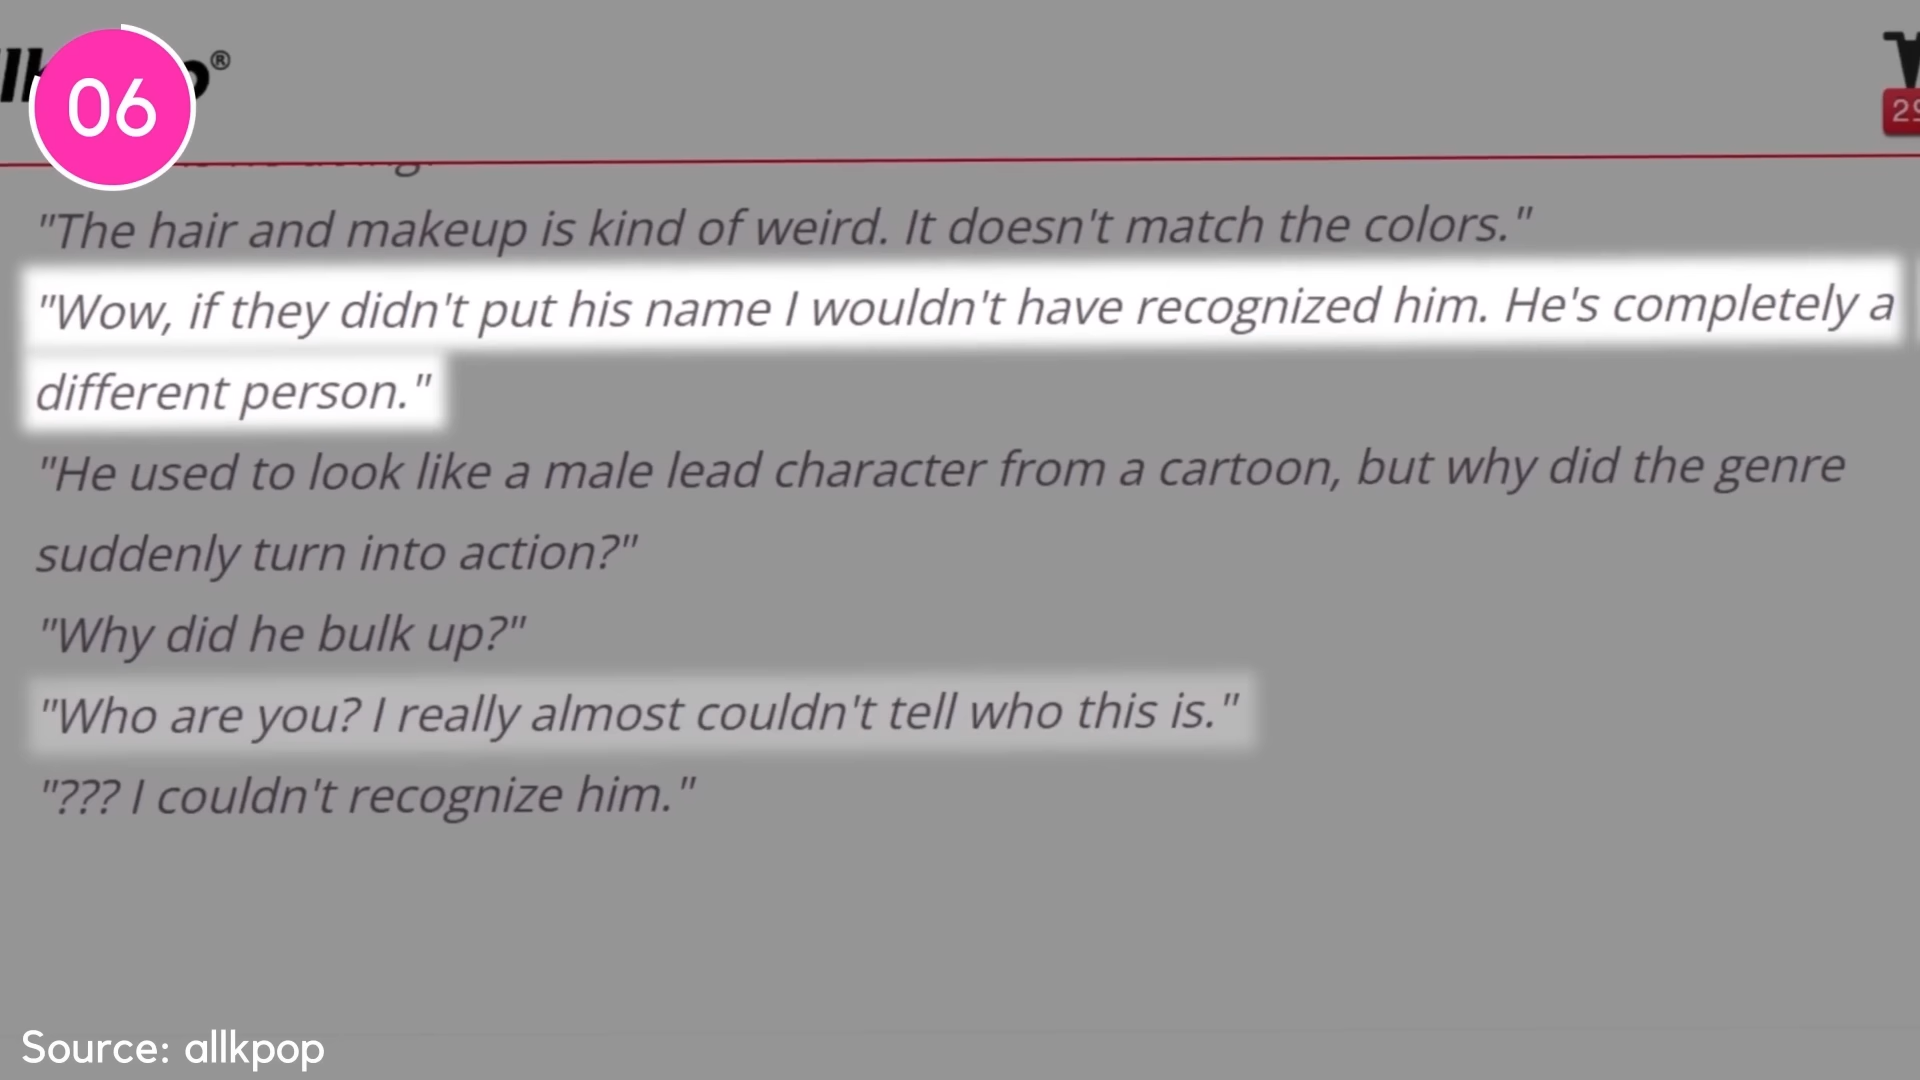 06
®
"The hair and makeup is kind of weird. It doesn't match the colors."
"Wow, if they didn't put his name I wouldn't have recognized him. He's completely a
different person."
"He used to look like a male lead character from a cartoon, but why did the genre
suddenly turn into action?"
"Why did he bulk up?"
"Who are you? I really almost couldn't tell who this is."
"??? I couldn't recognize him."
Source: allkpop